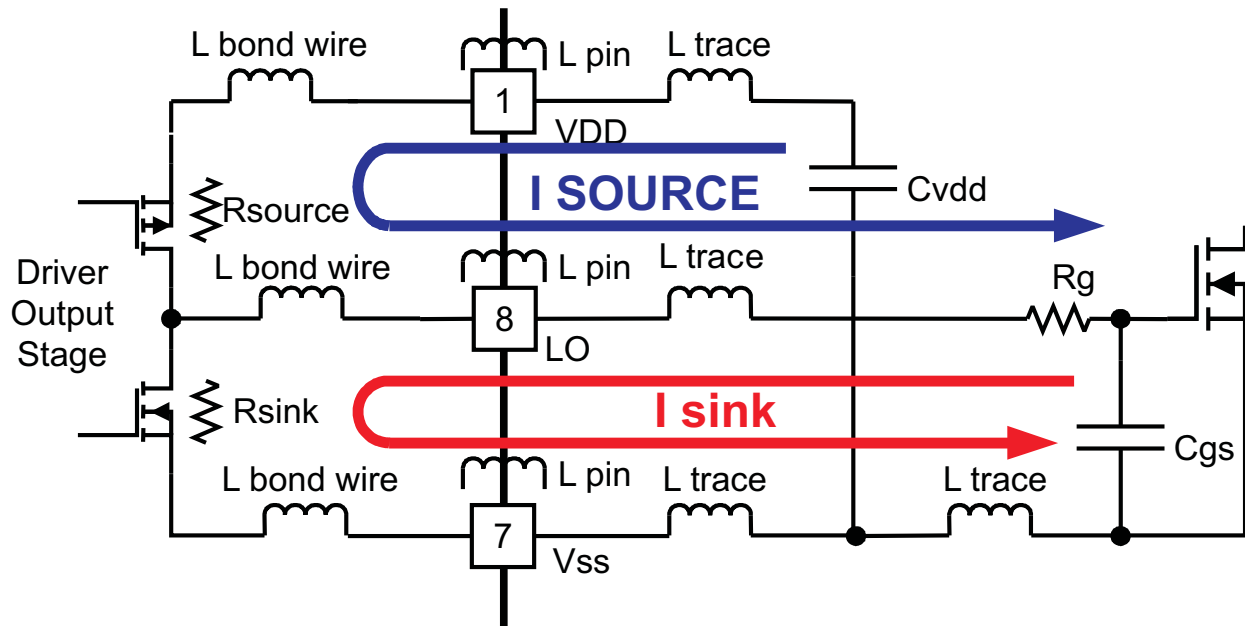 L bond wire
L pin
L trace
1
VDD
I SOURCE
Cvdd
Rsource
L bond wire
L pin
L trace
Rg
Driver
Output
Stage
8
LO
Rsink
I sink
Cgs
L bond wire
L pin
L trace
L trace
7
Vss